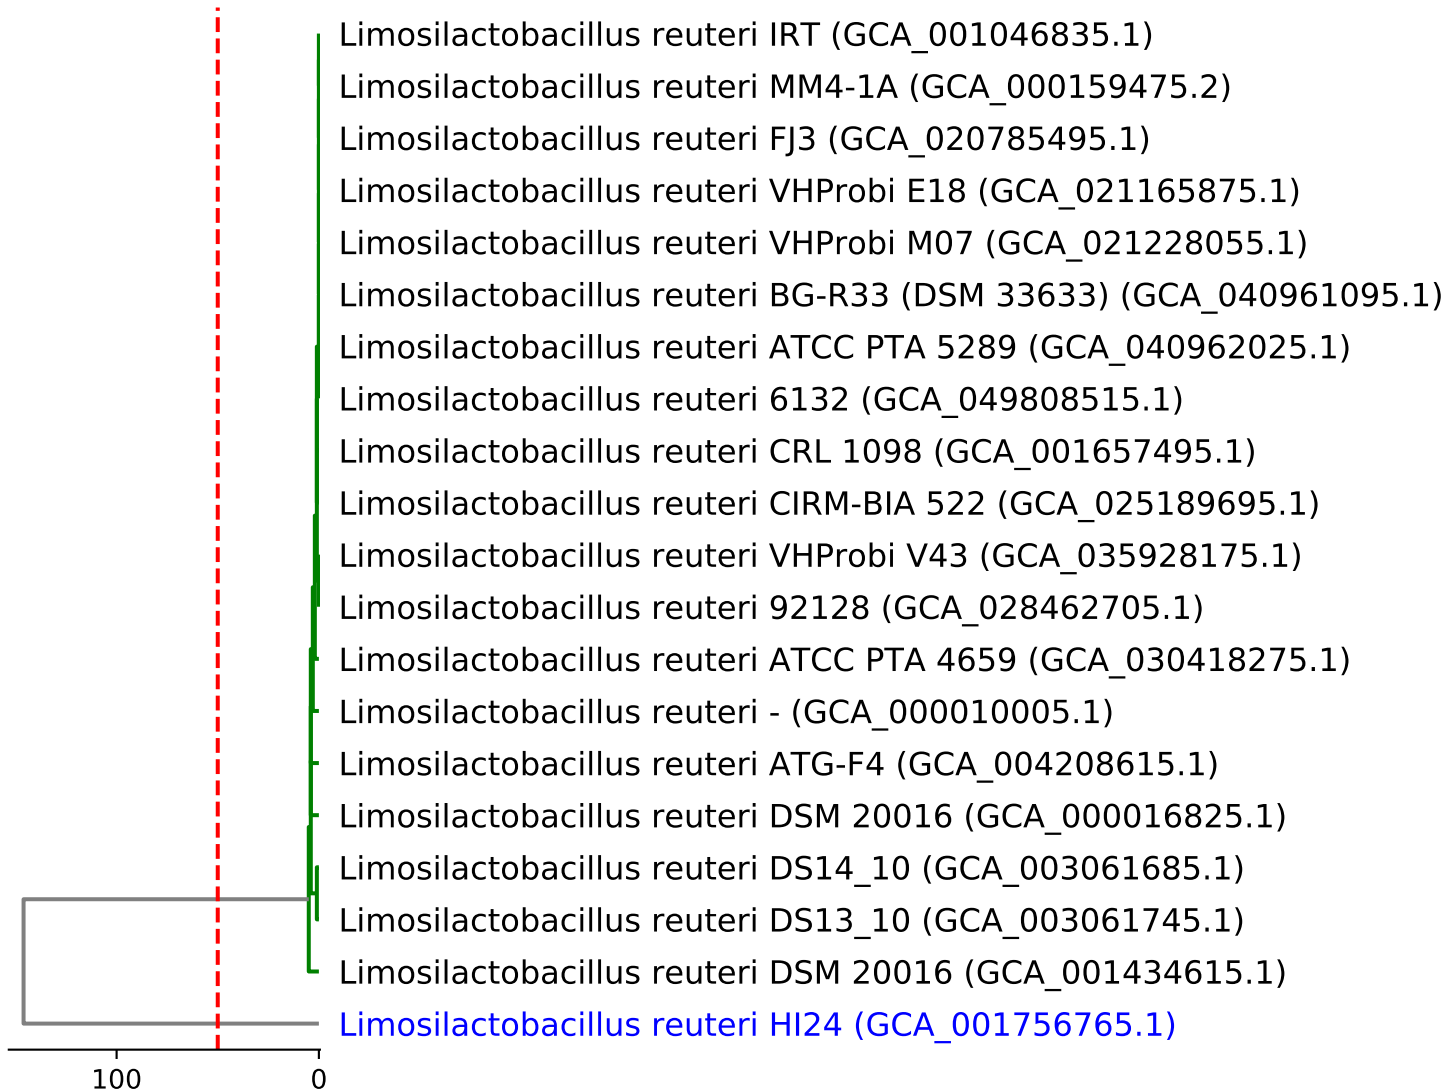 Limosilactobacillus reuteri IRT (GCA_001046835.1)
Limosilactobacillus reuteri MM4-1A (GCA_000159475.2)
Limosilactobacillus reuteri FJ3 (GCA_020785495.1)
Limosilactobacillus reuteri VHProbi E18 (GCA_021165875.1)
Limosilactobacillus reuteri VHProbi M07 (GCA_021228055.1)
Limosilactobacillus reuteri BG-R33 (DSM 33633) (GCA_040961095.1)
Limosilactobacillus reuteri ATCC PTA 5289 (GCA_040962025.1)
Limosilactobacillus reuteri 6132 (GCA_049808515.1)
Limosilactobacillus reuteri CRL 1098 (GCA_001657495.1)
Limosilactobacillus reuteri CIRM-BIA 522 (GCA_025189695.1)
Limosilactobacillus reuteri VHProbi V43 (GCA_035928175.1)
Limosilactobacillus reuteri 92128 (GCA_028462705.1)
Limosilactobacillus reuteri ATCC PTA 4659 (GCA_030418275.1)
Limosilactobacillus reuteri - (GCA_000010005.1)
Limosilactobacillus reuteri ATG-F4 (GCA_004208615.1)
Limosilactobacillus reuteri DSM 20016 (GCA_000016825.1)
Limosilactobacillus reuteri DS14_10 (GCA_003061685.1)
Limosilactobacillus reuteri DS13_10 (GCA_003061745.1)
Limosilactobacillus reuteri DSM 20016 (GCA_001434615.1)
Limosilactobacillus reuteri HI24 (GCA_001756765.1)
100 0